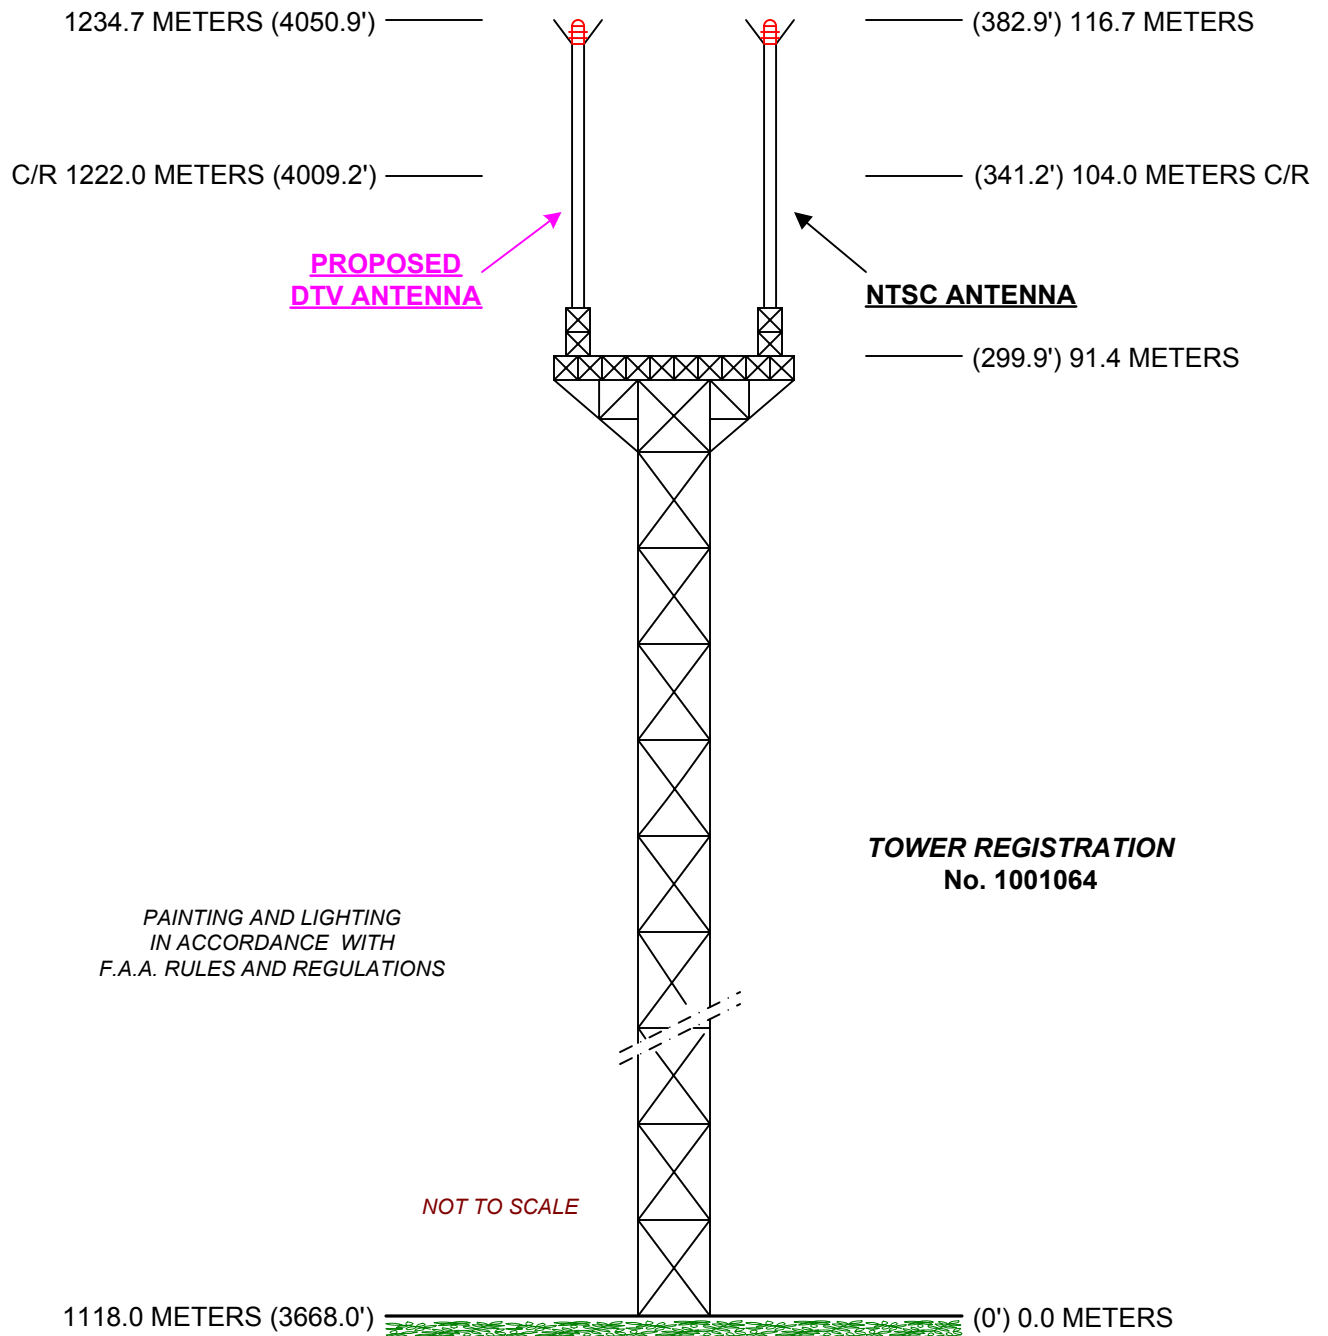 1234.7 METERS (4050.9')
(382.9') 116.7 METERS
C/R 1222.0 METERS (4009.2')
(341.2') 104.0 METERS C/R
PROPOSED
DTV ANTENNA
NTSC ANTENNA
(299.9') 91.4 METERS
TOWER REGISTRATION
No. 1001064
PAINTING AND LIGHTING
IN ACCORDANCE WITH
F.A.A. RULES AND REGULATIONS
NOT TO SCALE
1118.0 METERS (3668.0')
(0') 0.0 METERS